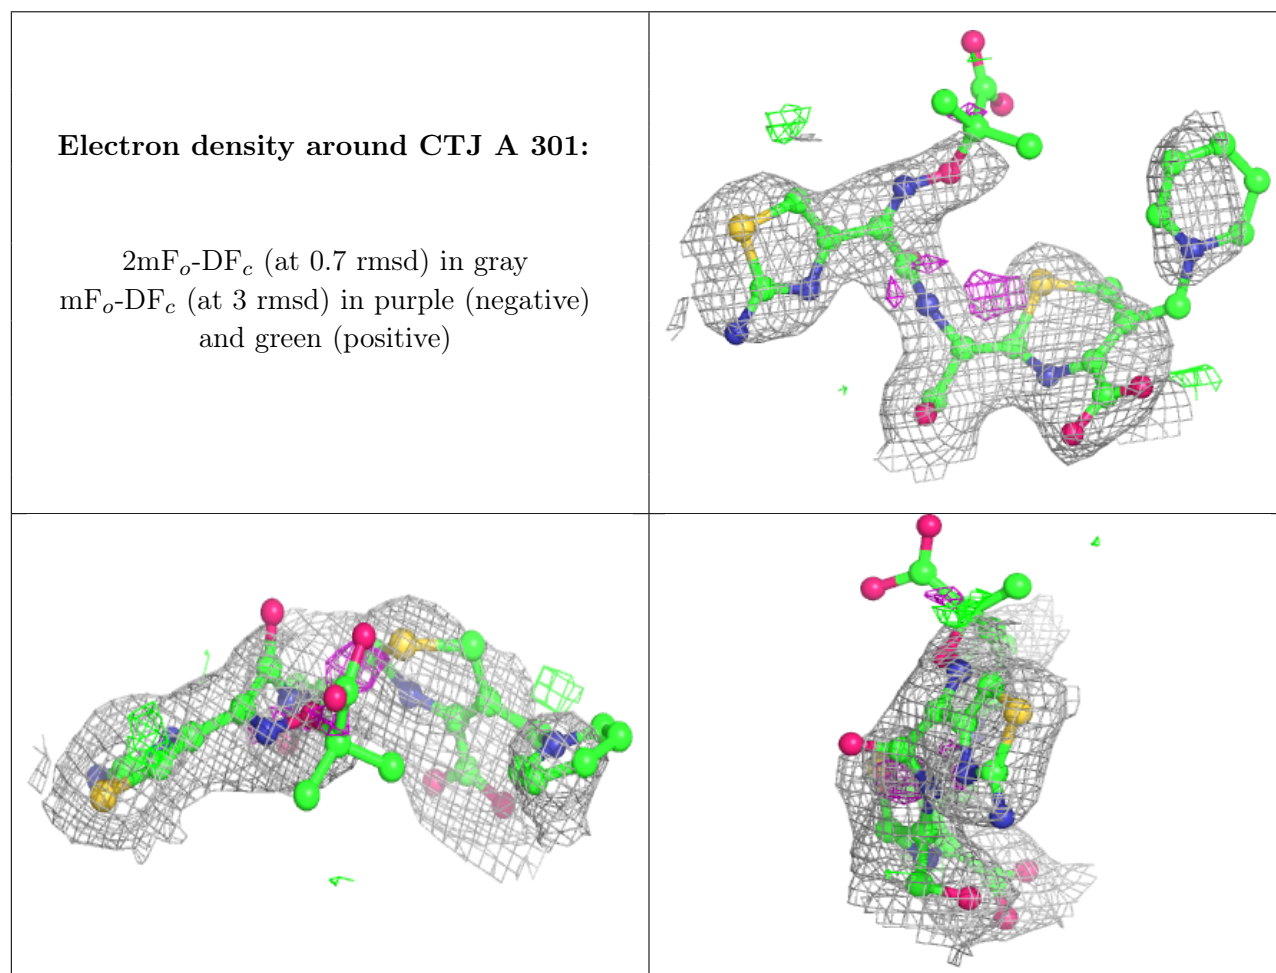 Electron density around CTJ A 301:
2mFo-DFc (at 0.7 rmsd) in gray
mFo-DFc (at 3 rmsd) in purple (negative)
and green (positive)